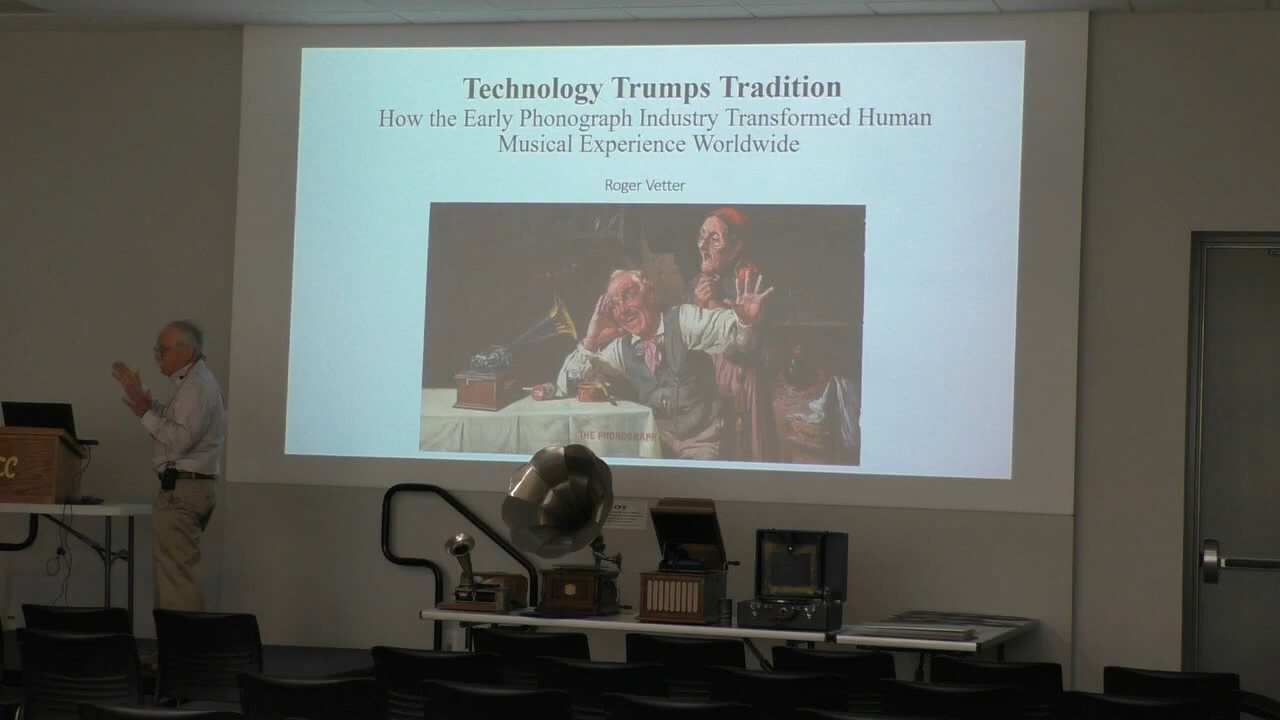 Technology Trumps Tradition
How the Early Phonograph Industry Transformed Human
Musical Experience Worldwide
Roger Vetter
THE PHONOGRAPH
CC